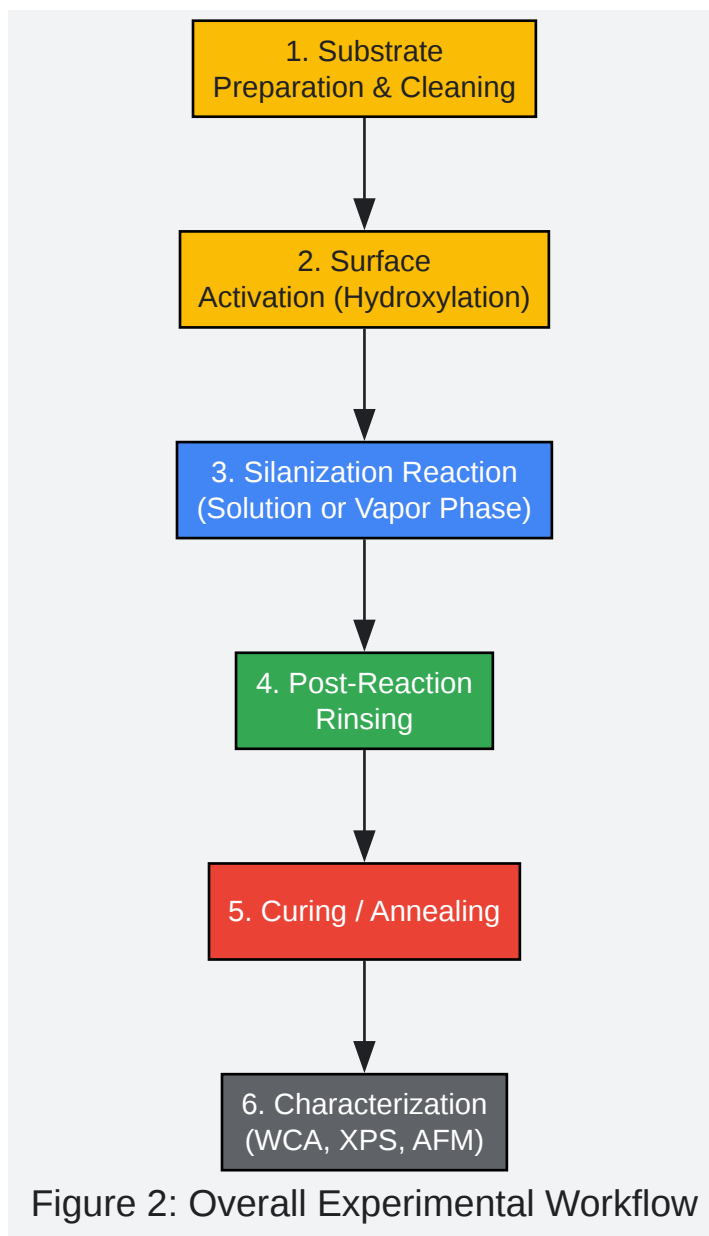 1. Substrate
Preparation & Cleaning
2. Surface
Activation (Hydroxylation)
3. Silanization Reaction
(Solution or Vapor Phase)
4. Post-Reaction
Rinsing
5. Curing / Annealing
6. Characterization
(WCA, XPS, AFM)
Figure 2: Overall Experimental Workflow